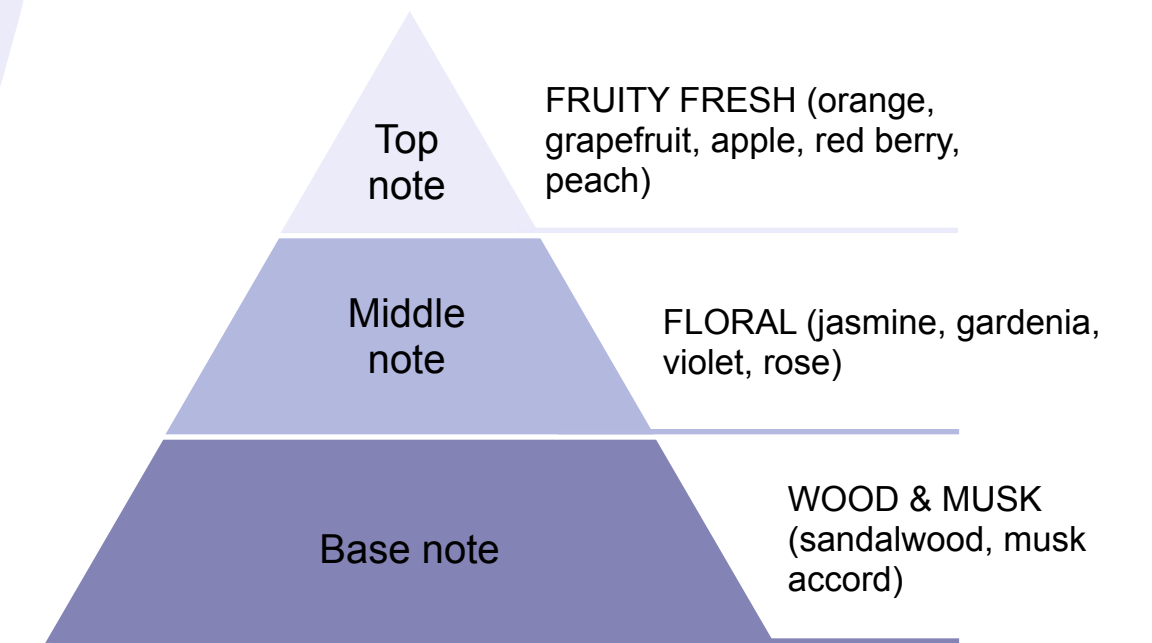 Top
note
FRUITY FRESH (orange,
grapefruit, apple, red berry,
peach)
Middle
note
FLORAL (jasmine, gardenia,
violet, rose)
Base note
WOOD & MUSK
(sandalwood, musk
accord)